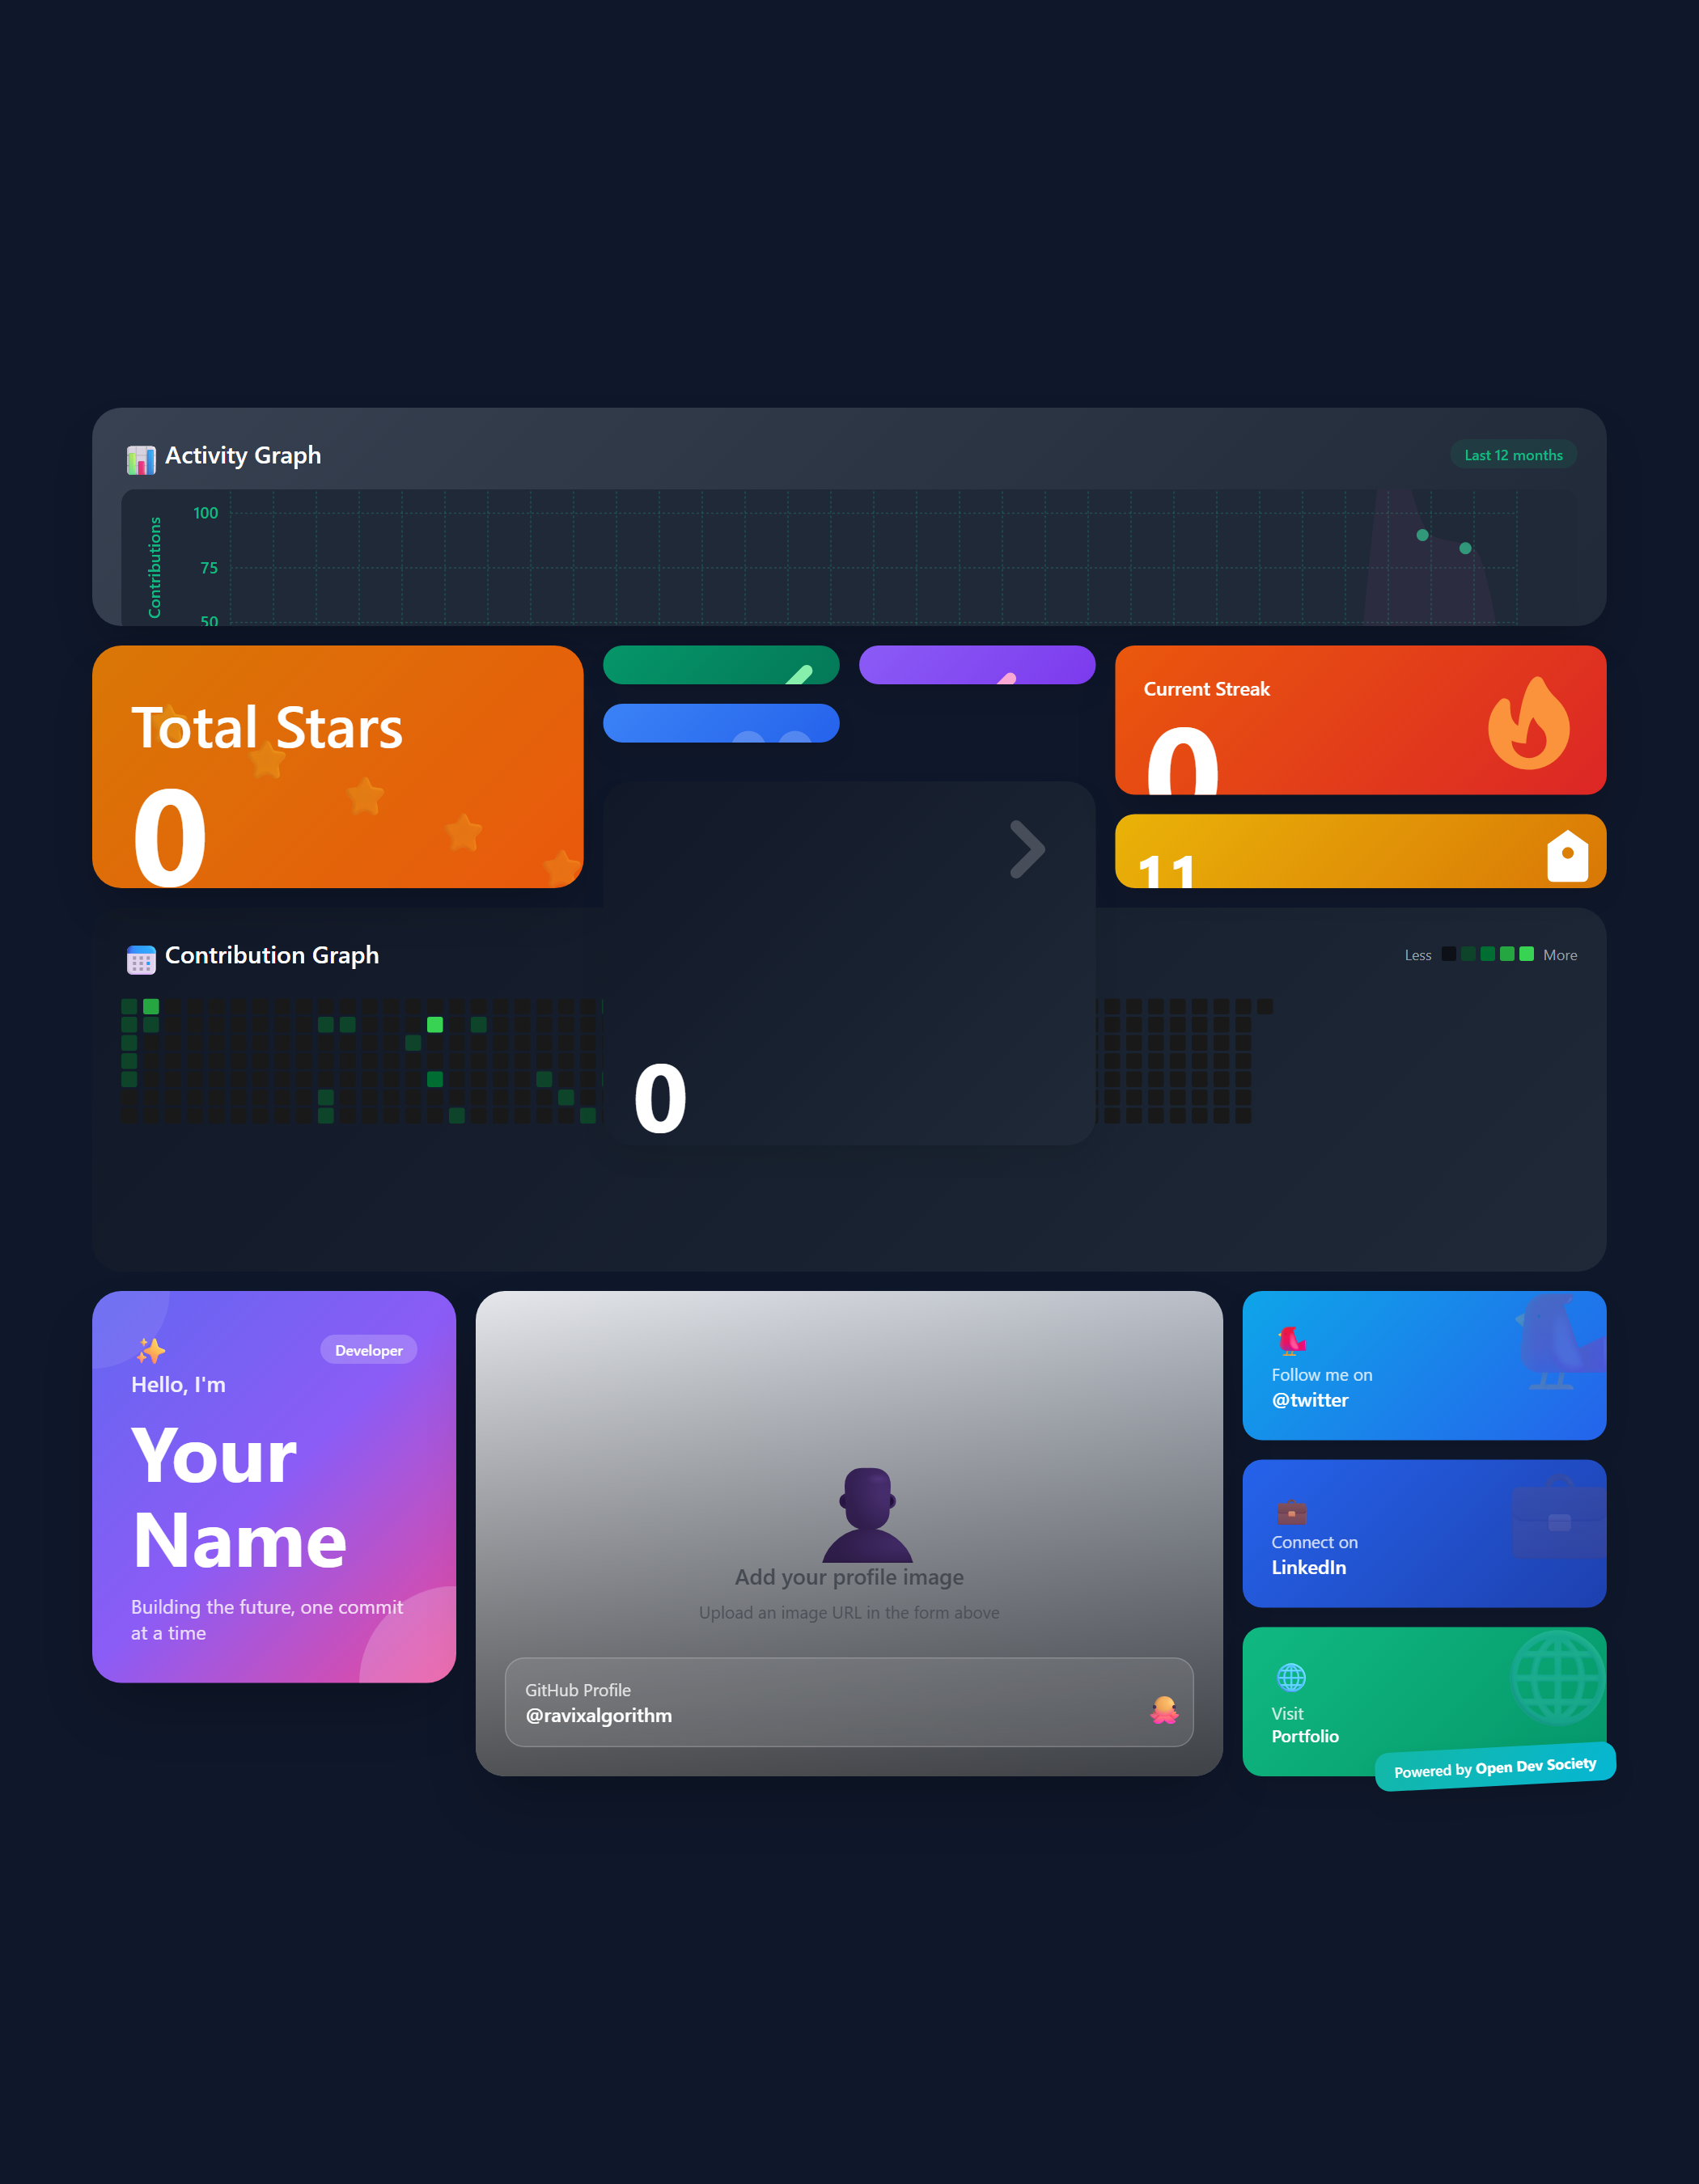 Activity Graph
Last 12 months
Contributions
100
75
50
Total Stars
0
Current Streak
0
11
Contribution Graph
Less
More
0
Developer
Hello, I'm
Your
Name
Building the future, one commit
at a time
Add your profile image
Upload an image URL in the form above
GitHub Profile
@ravixalgorithm
Follow me on
@twitter
Connect on
LinkedIn
Visit
Portfolio
Powered by Open Dev Society